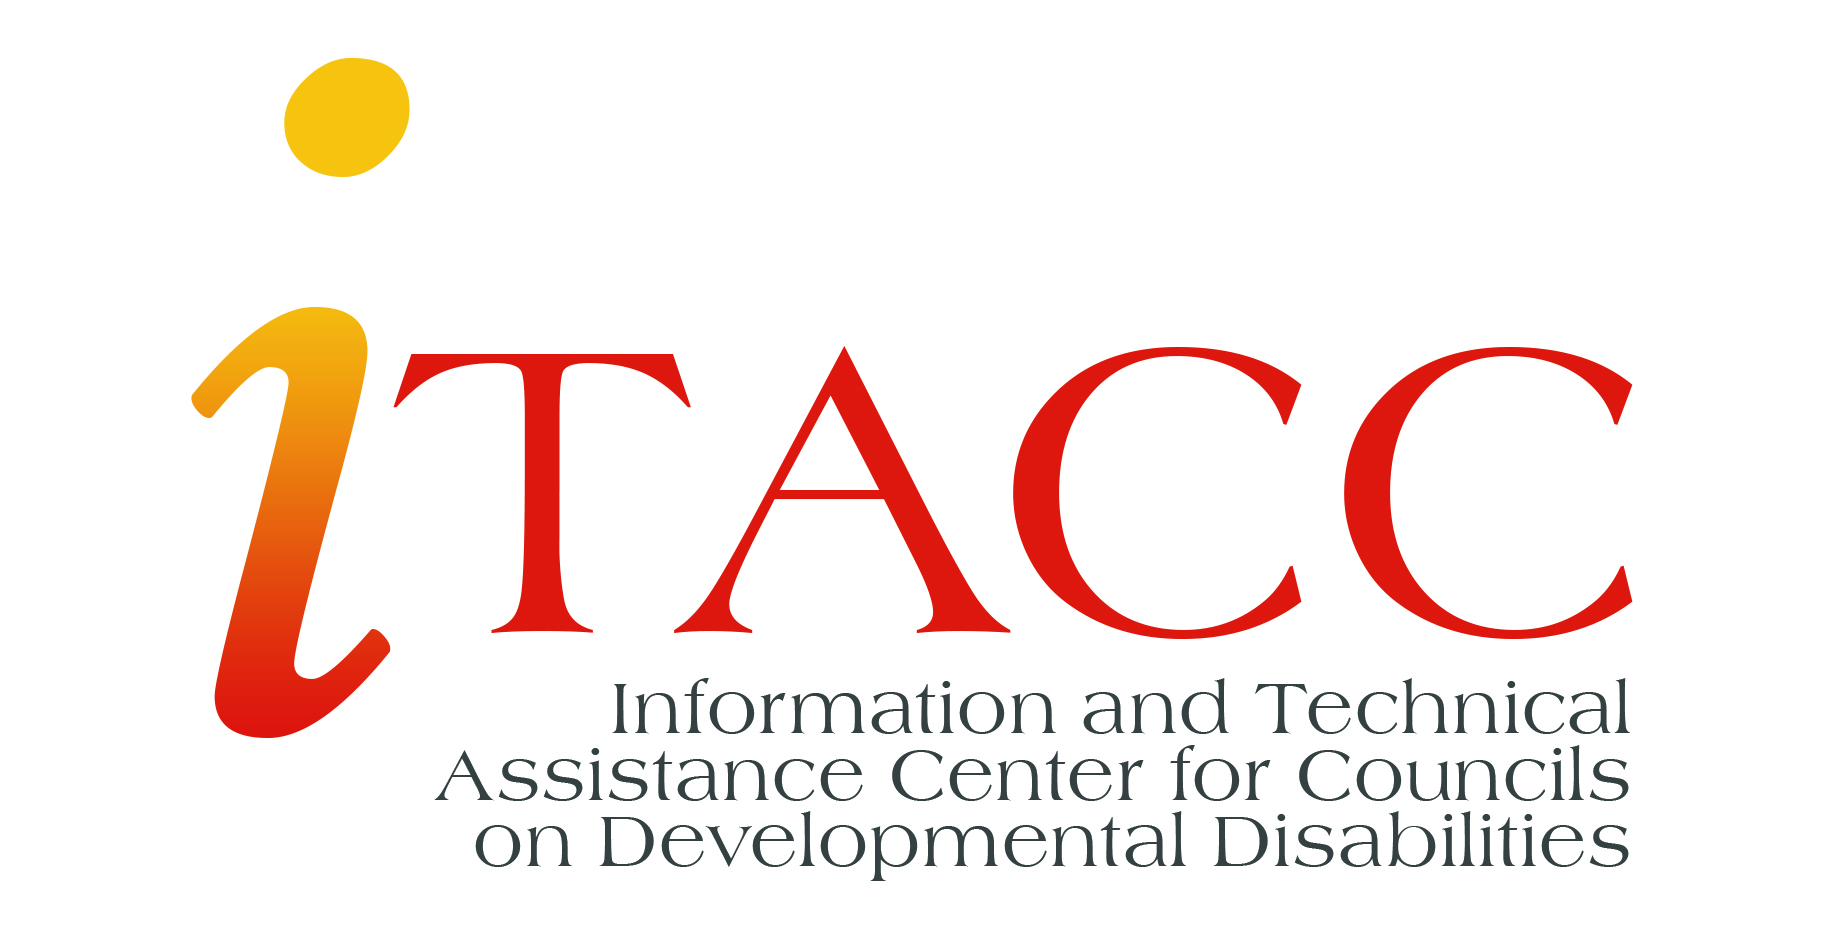 iTACC
Information and Technical
Assistance Center for Councils
on Developmental Disabilities